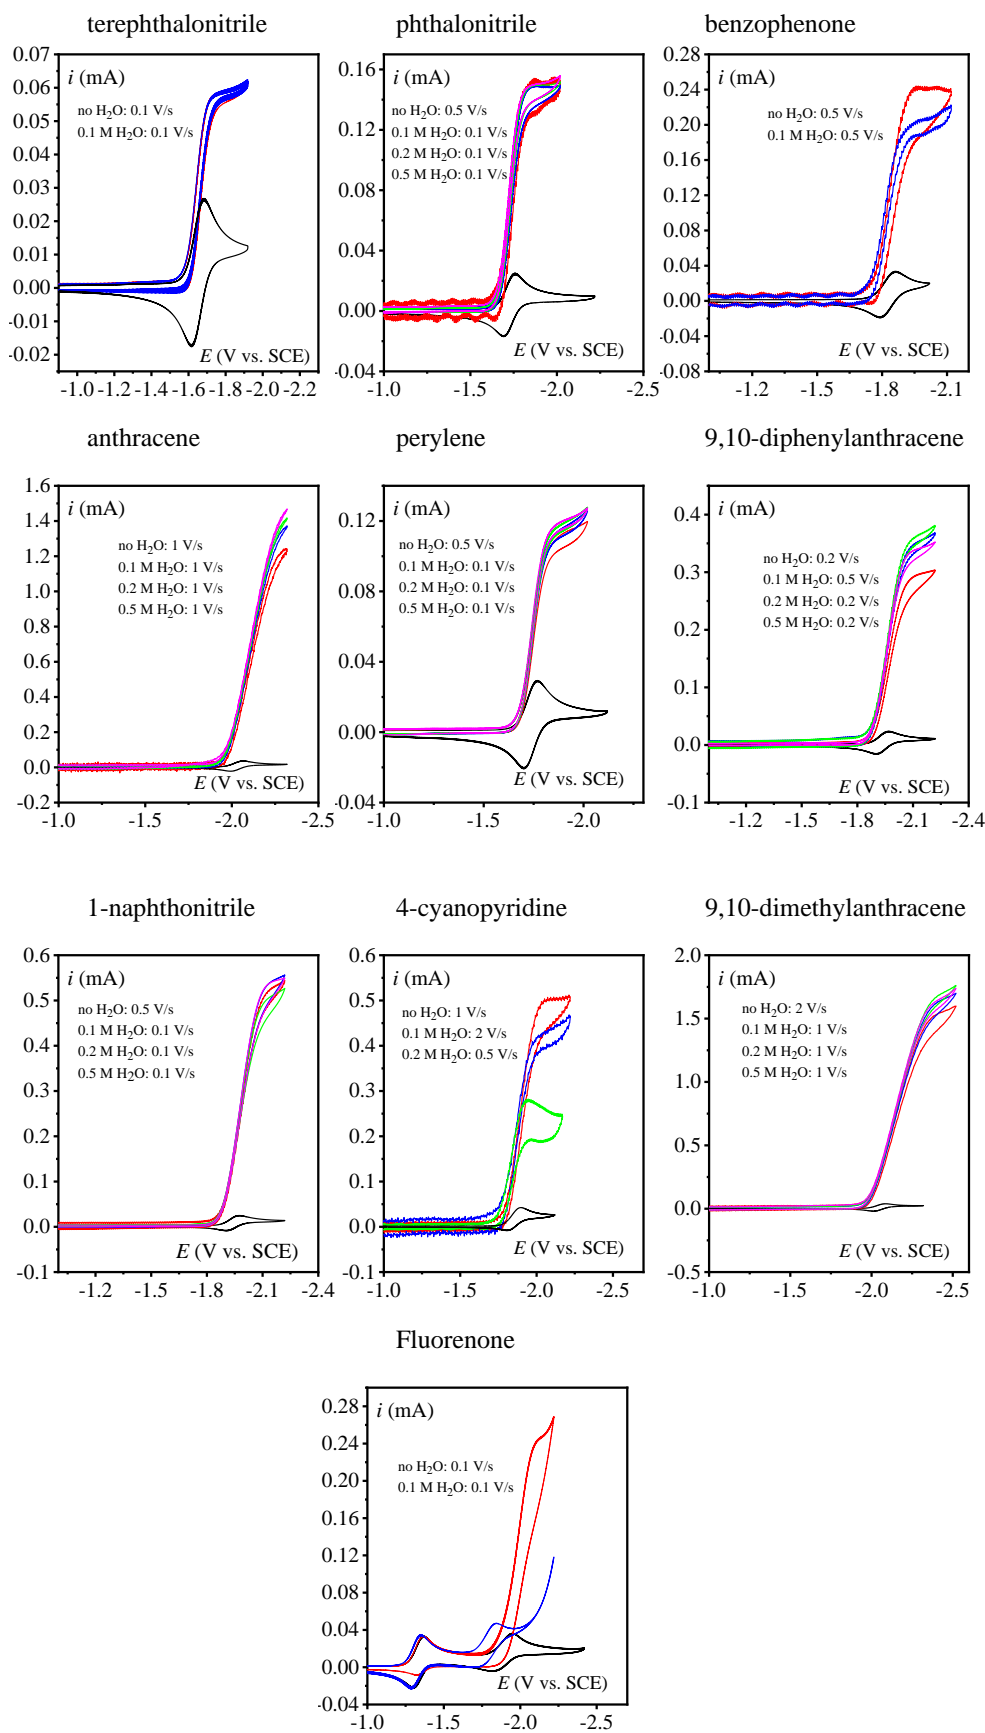 terephthalonitrile
0.07
0.06
0.05
0.04
0.03
0.02
0.01
0.00
-0.01
-0.02
i (mA)
no H2O: 0.1 V/s
0.1 M H2O: 0.1 V/s
E (V vs. SCE)
-1.0 -1.2 -1.4 -1.6 -1.8 -2.0 -2.2
phthalonitrile
0.16
0.12
0.08
0.04
0.00
-0.04
i (mA)
no H2O: 0.5 V/s
0.1 M H2O: 0.1 V/s
0.2 M H2O: 0.1 V/s
0.5 M H2O: 0.1 V/s
E (V vs. SCE)
-1.0 -1.5 -2.0 -2.5
benzophenone
0.28
0.24
0.20
0.16
0.12
0.08
0.04
0.00
-0.04
-0.08
i (mA)
no H2O: 0.5 V/s
0.1 M H2O: 0.5 V/s
E (V vs. SCE)
-1.2 -1.5 -1.8 -2.1
anthracene
1.6
1.4
1.2
1.0
0.8
0.6
0.4
0.2
0.0
-0.2
i (mA)
no H2O: 1 V/s
0.1 M H2O: 1 V/s
0.2 M H2O: 1 V/s
0.5 M H2O: 1 V/s
E (V vs. SCE)
-1.0 -1.5 -2.0 -2.5
perylene
0.12
0.08
0.04
0.00
-0.04
i (mA)
no H2O: 0.5 V/s
0.1 M H2O: 0.1 V/s
0.2 M H2O: 0.1 V/s
0.5 M H2O: 0.1 V/s
E (V vs. SCE)
-1.0 -1.5 -2.0
9,10-diphenylanthracene
0.4
0.3
0.2
0.1
0.0
-0.1
i (mA)
no H2O: 0.2 V/s
0.1 M H2O: 0.5 V/s
0.2 M H2O: 0.2 V/s
0.5 M H2O: 0.2 V/s
E (V vs. SCE)
-1.2 -1.5 -1.8 -2.1 -2.4
1-naphthonitrile
0.6
0.5
0.4
0.3
0.2
0.1
0.0
-0.1
i (mA)
no H2O: 0.5 V/s
0.1 M H2O: 0.1 V/s
0.2 M H2O: 0.1 V/s
0.5 M H2O: 0.1 V/s
E (V vs. SCE)
-1.2 -1.5 -1.8 -2.1 -2.4
4-cyanopyridine
0.6
0.5
0.4
0.3
0.2
0.1
0.0
-0.1
i (mA)
no H2O: 1 V/s
0.1 M H2O: 2 V/s
0.2 M H2O: 0.5 V/s
E (V vs. SCE)
-1.0 -1.5 -2.0 -2.5
9,10-dimethylanthracene
2.0
1.5
1.0
0.5
0.0
-0.5
i (mA)
no H2O: 2 V/s
0.1 M H2O: 1 V/s
0.2 M H2O: 1 V/s
0.5 M H2O: 1 V/s
E (V vs. SCE)
-1.0 -1.5 -2.0 -2.5
Fluorenone
0.28
0.24
0.20
0.16
0.12
0.08
0.04
0.00
-0.04
i (mA)
no H2O: 0.1 V/s
0.1 M H2O: 0.1 V/s
E (V vs. SCE)
-1.0 -1.5 -2.0 -2.5